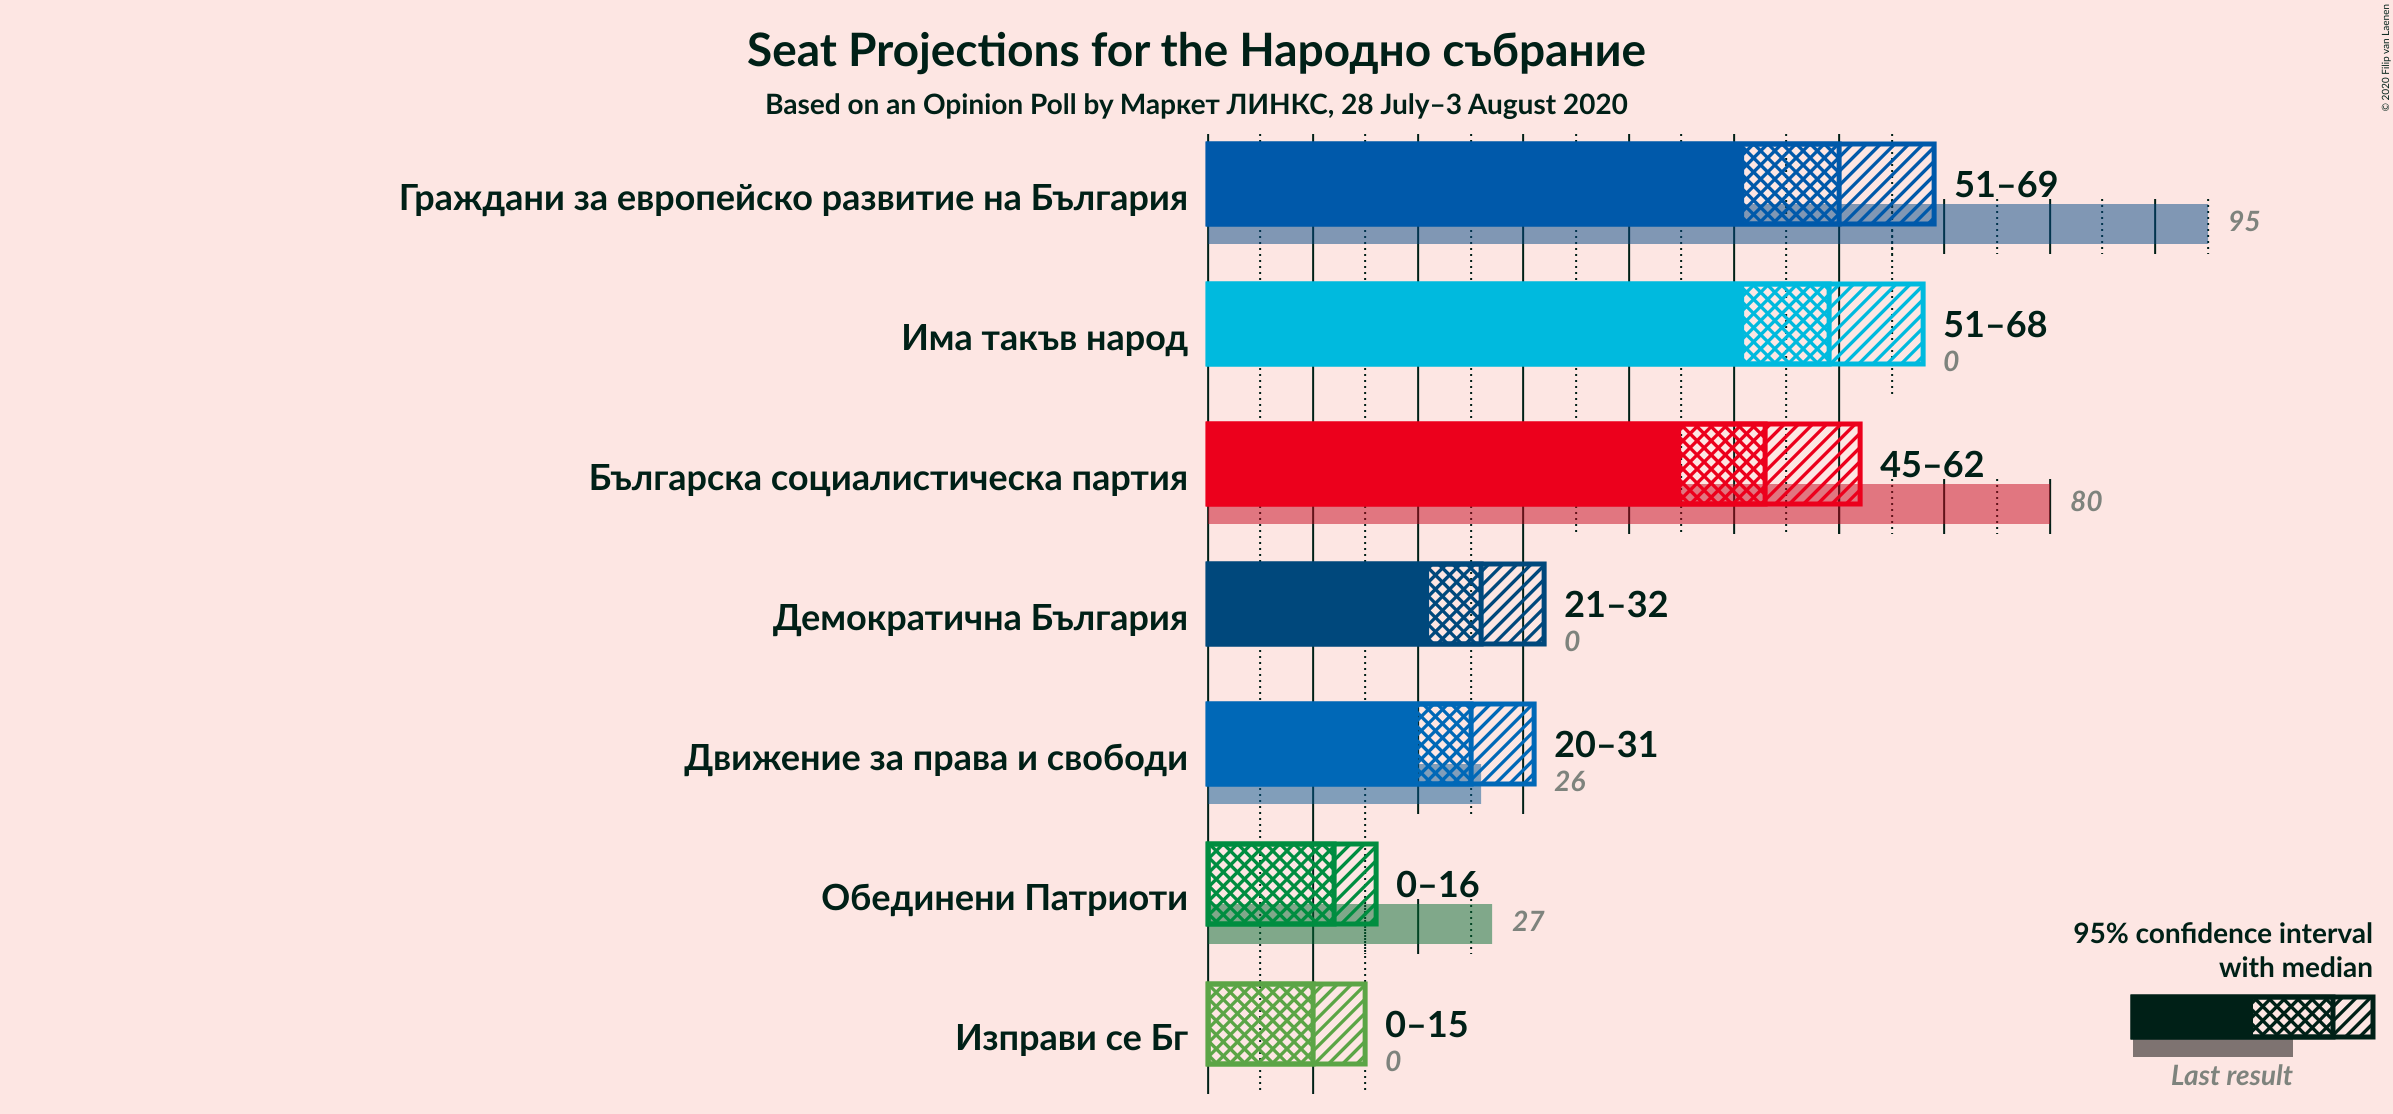 Seat Projections for the Народно събрание
Based on an Opinion Poll by Маркет ЛИНКС, 28 July–3 August 2020
© 2020 Filip van Laenen
Граждани за европейско развитие на България
51–69
95
Има такъв народ
51–68
0
Българска социалистическа партия
45–62
80
Демократична България
21–32
0
Движение за права и свободи
20–31
26
Обединени Патриоти
0–16
27
Изправи се Бг
0–15
0
95% confidence interval
with median
Last result